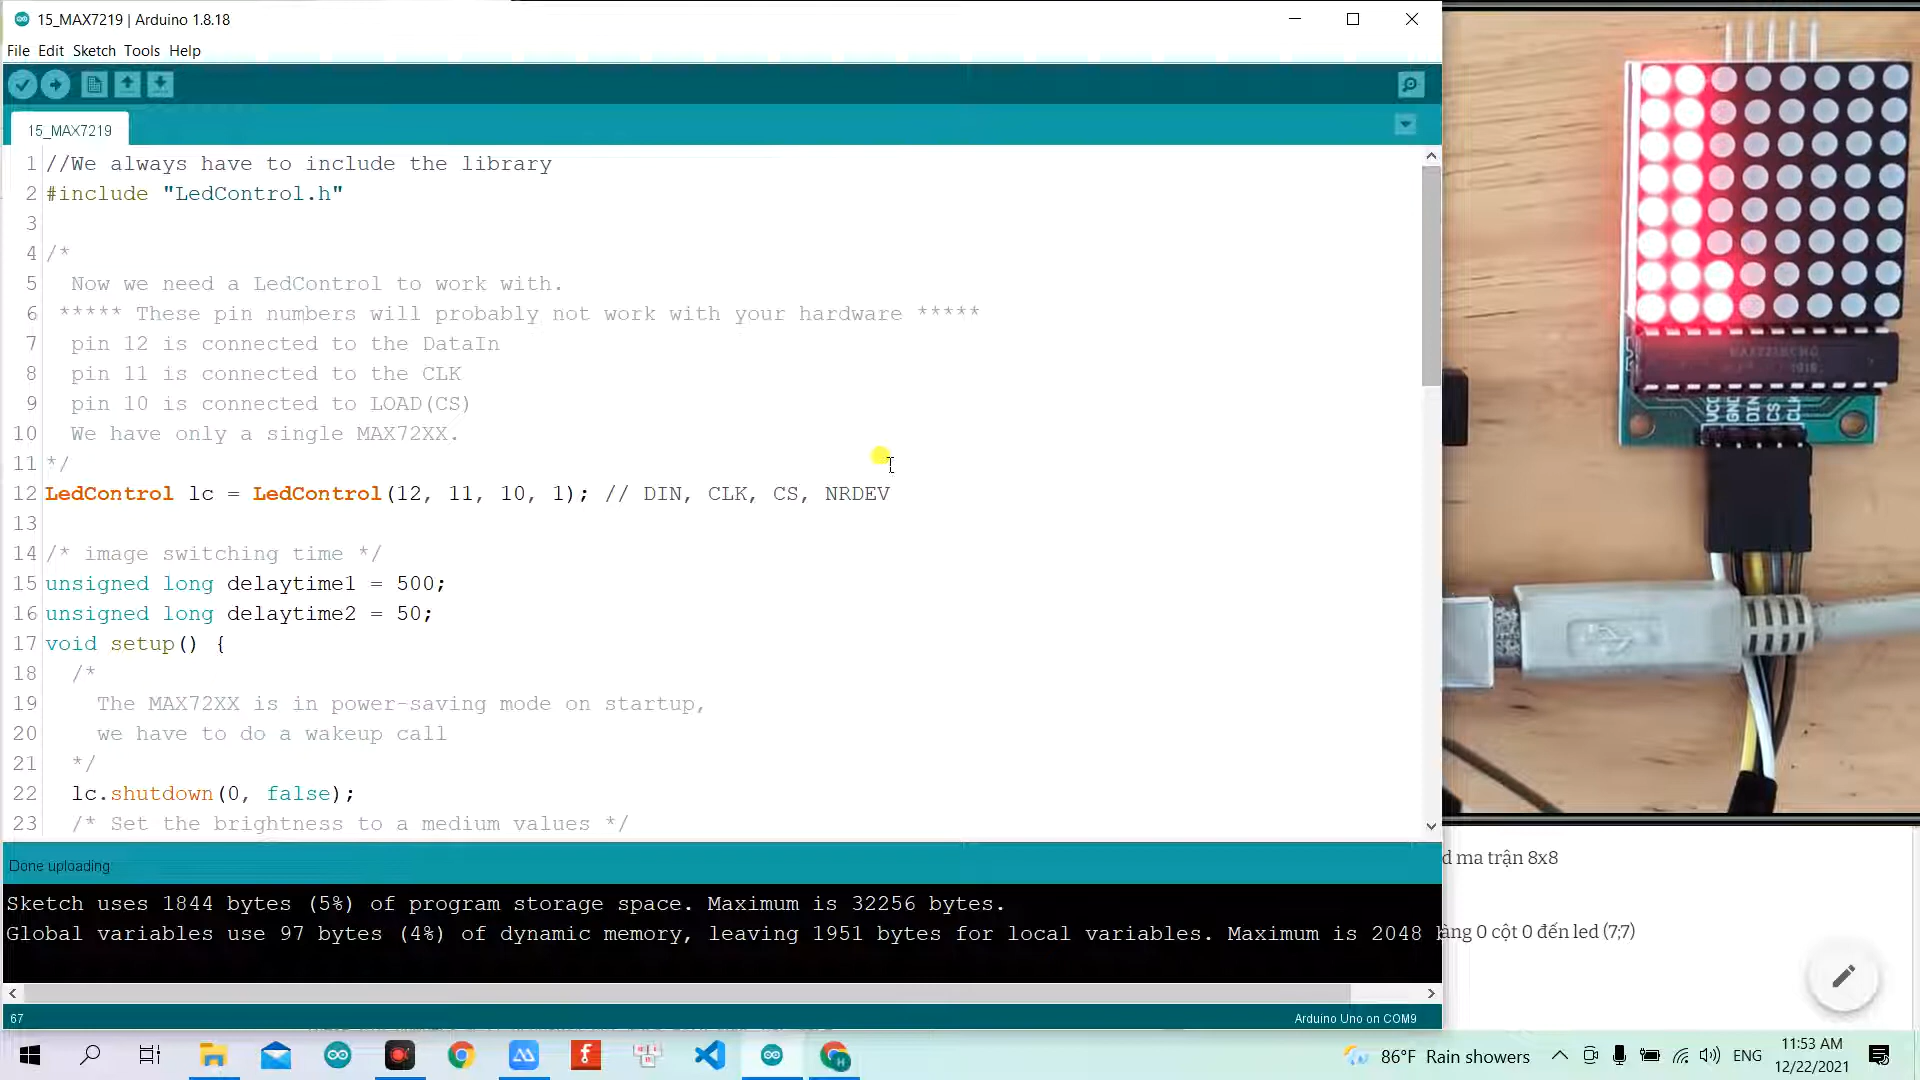 15_MAX7219 | Arduino 1.8.18
File Edit Sketch Tools Help
15_MAX7219
1 //We always have to include the library
2 #include "LedControl.h"
3
4 /*
5 Now we need a LedControl to work with.
6 ***** These pin numbers will probably not work with your hardware *****
7 pin 12 is connected to the DataIn
8 pin 11 is connected to the CLK
9 pin 10 is connected to LOAD(CS)
10 We have only a single MAX72XX.
11 */
12 LedControl lc = LedControl(12, 11, 10, 1); // DIN, CLK, CS, NRDEV
13
14 /* image switching time */
15 unsigned long delaytime1 = 500;
16 unsigned long delaytime2 = 50;
17 void setup() {
18 /*
19 The MAX72XX is in power-saving mode on startup,
20 we have to do a wakeup call
21 */
22 lc.shutdown(0, false);
23 /* Set the brightness to a medium values */
Done uploading
Sketch uses 1844 bytes (5%) of program storage space. Maximum is 32256 bytes.
Global variables use 97 bytes (4%) of dynamic memory, leaving 1951 bytes for local variables. Maximum is 2048 b
67
Arduino Uno on COM9
VCC
GND
DIN
CS
CLK
d ma trận 8x8
àng 0 cột 0 đến led (7;7)
86°F Rain showers
ENG
11:53 AM
12/22/2021